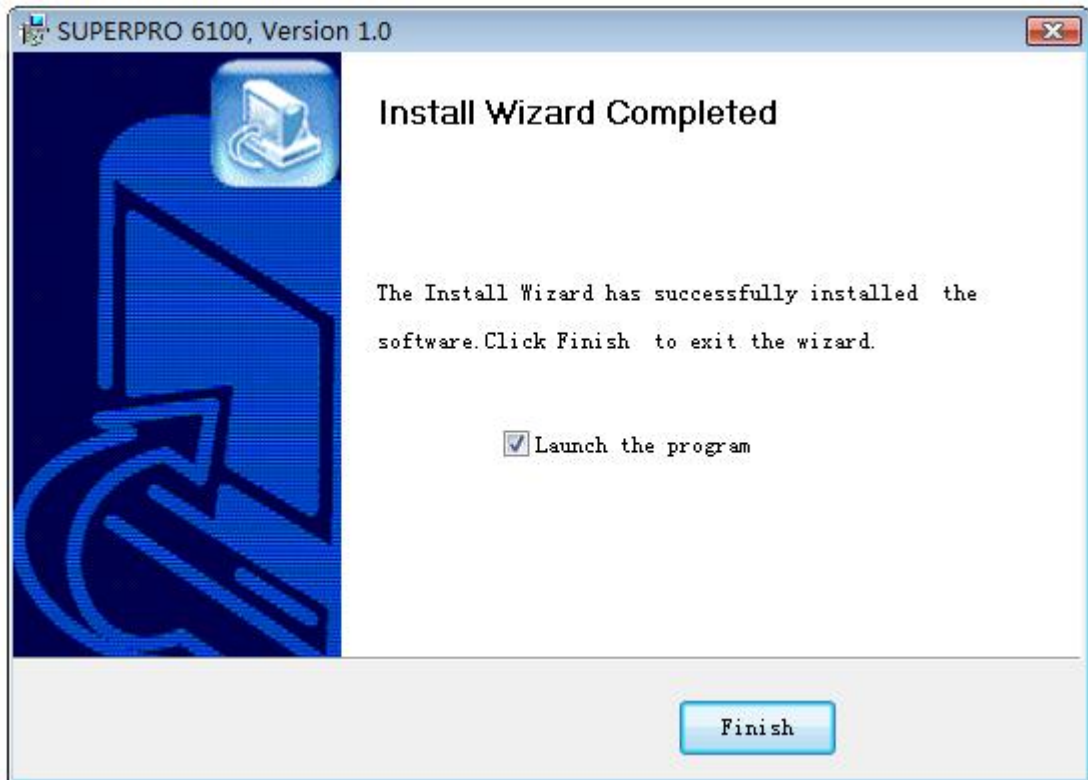 SUPERPRO 6100, Version 1.0
Install Wizard Completed
The Install Wizard has successfully installed the
software.Click Finish to exit the wizard.
Launch the program
Finish